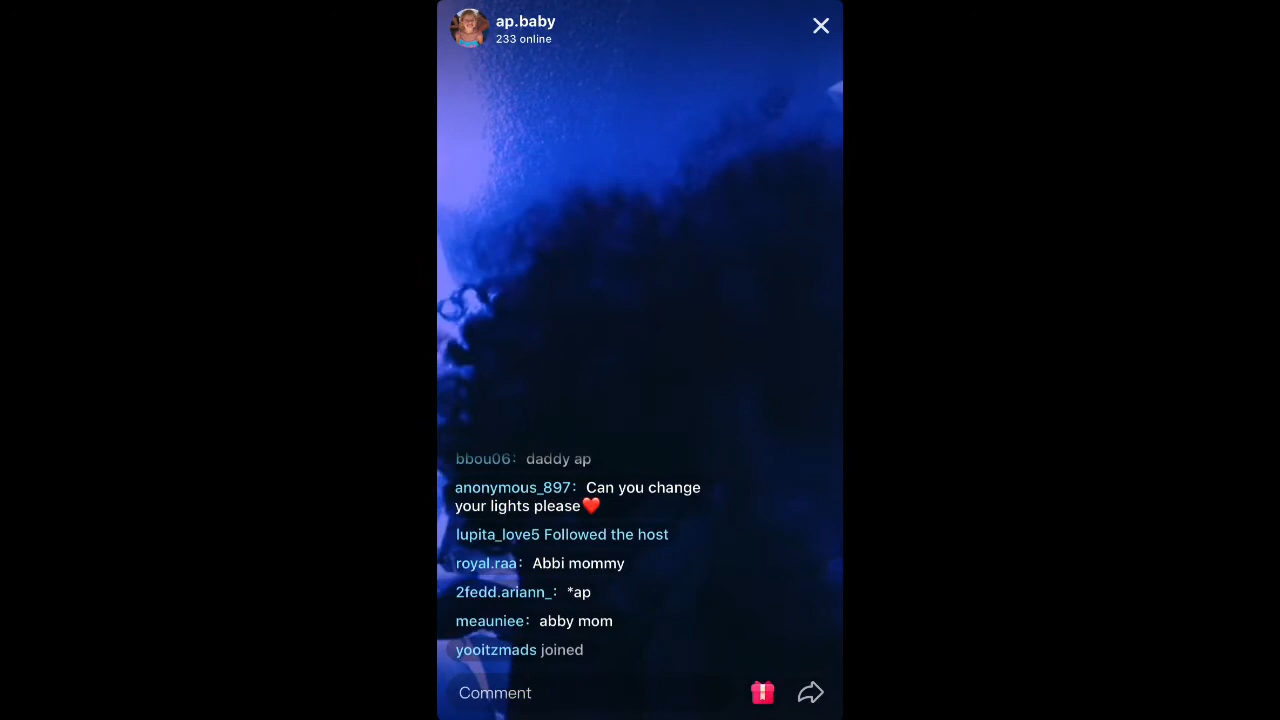 ap.baby
233 online
bbou06: daddy ap
anonymous_897: Can you change
your lights please❤️
lupita_love5 Followed the host
royal.raa: Abbi mommy
2fedd.ariann_: *ap
meauniee: abby mom
yooitzmads joined
Comment